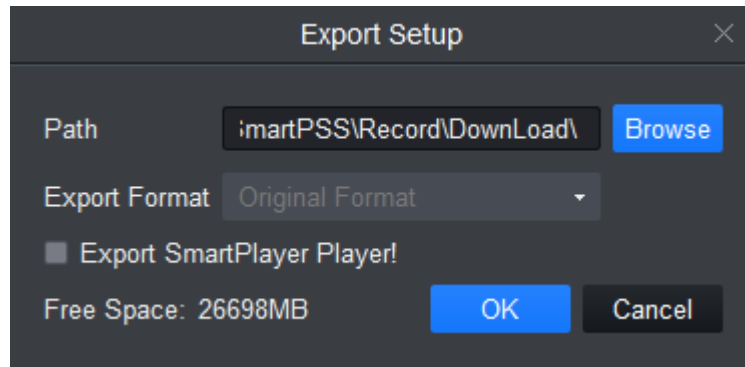 Export Setup
Path
martPSS\Record\DownLoad\
Browse
Export Format
Original Format
Export SmartPlayer Player!
Free Space: 26698MB
OK
Cancel